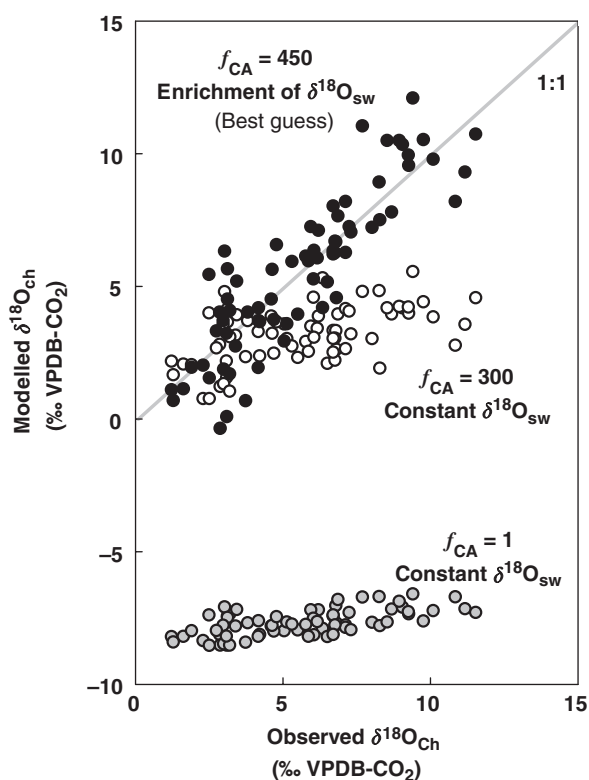 15
10
5
0
–5
–10
0
5
10
15
Modelled δ¹⁸O_ch
(‰ VPDB-CO₂)
f_CA = 450
Enrichment of δ¹⁸O_sw
(Best guess)
1:1
f_CA = 300
Constant δ¹⁸O_sw
f_CA = 1
Constant δ¹⁸O_sw
Observed δ¹⁸O_Ch
(‰ VPDB-CO₂)